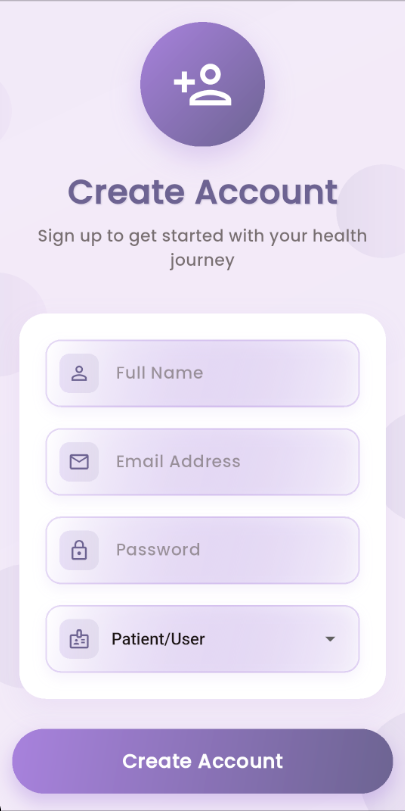 Create Account
Sign up to get started with your health
journey
Full Name
Email Address
Password
Patient/User
Create Account